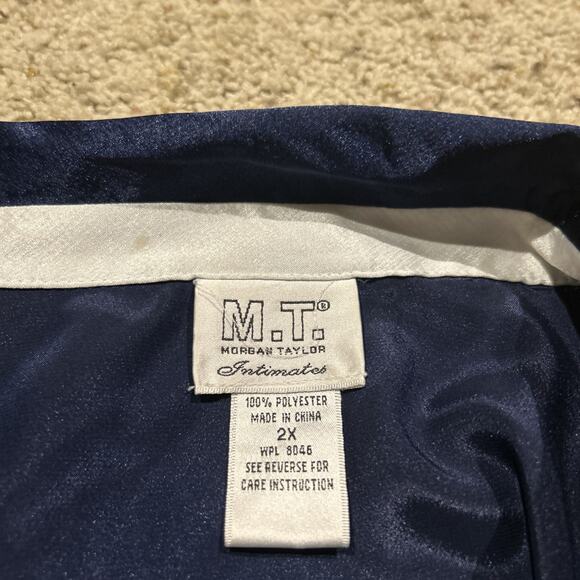 M.T.®
MORGAN TAYLOR
Intimates
100% POLYESTER
MADE IN CHINA
2X
WPL 8046
SEE REVERSE FOR
CARE INSTRUCTION